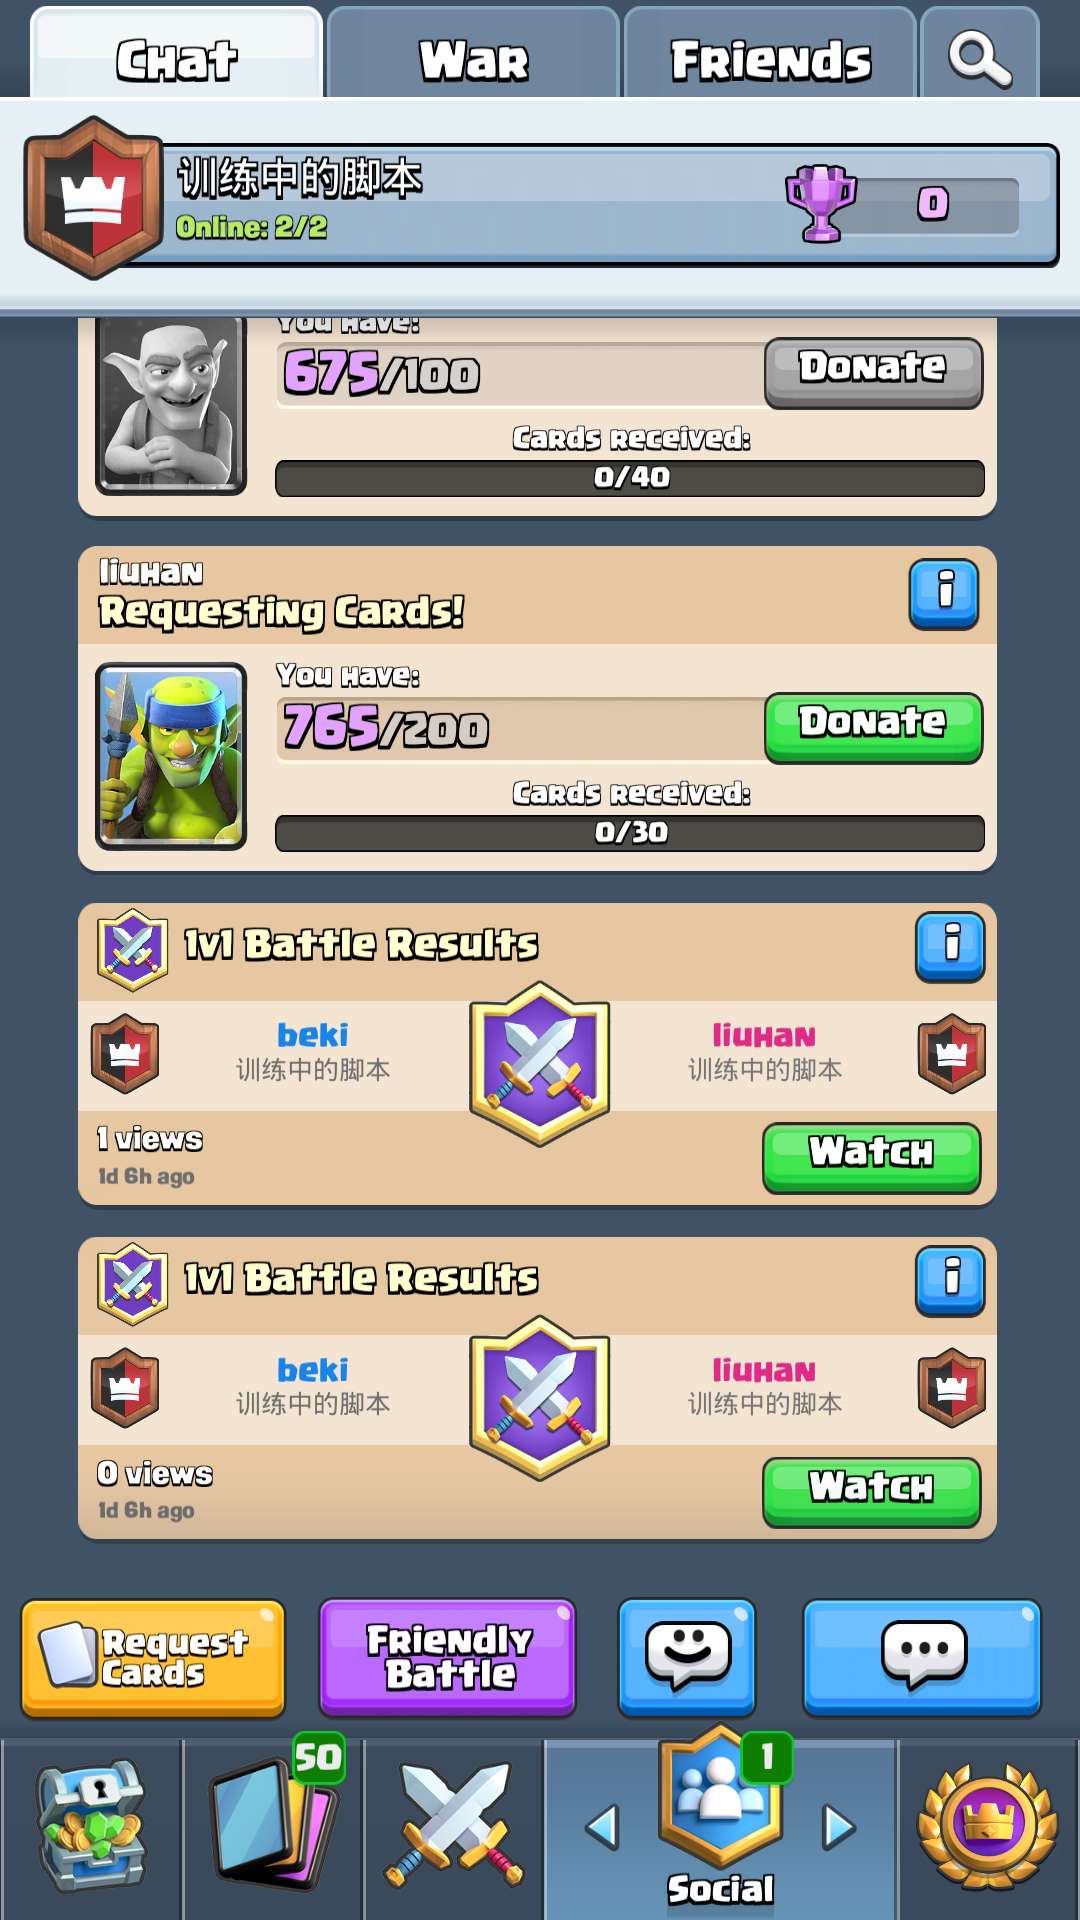 Chat
War
Friends
训练中的脚本
Online: 2/2
0
You have:
675/100
Donate
Cards received:
0/40
liuhan
Requesting Cards!
i
You have:
765/200
Donate
Cards received:
0/30
1v1 Battle Results
i
beki
liuhan
训练中的脚本
训练中的脚本
1 views
Watch
1d 6h ago
1v1 Battle Results
i
beki
liuhan
训练中的脚本
训练中的脚本
0 views
Watch
1d 6h ago
Request
Cards
Friendly
Battle
50
1
Social